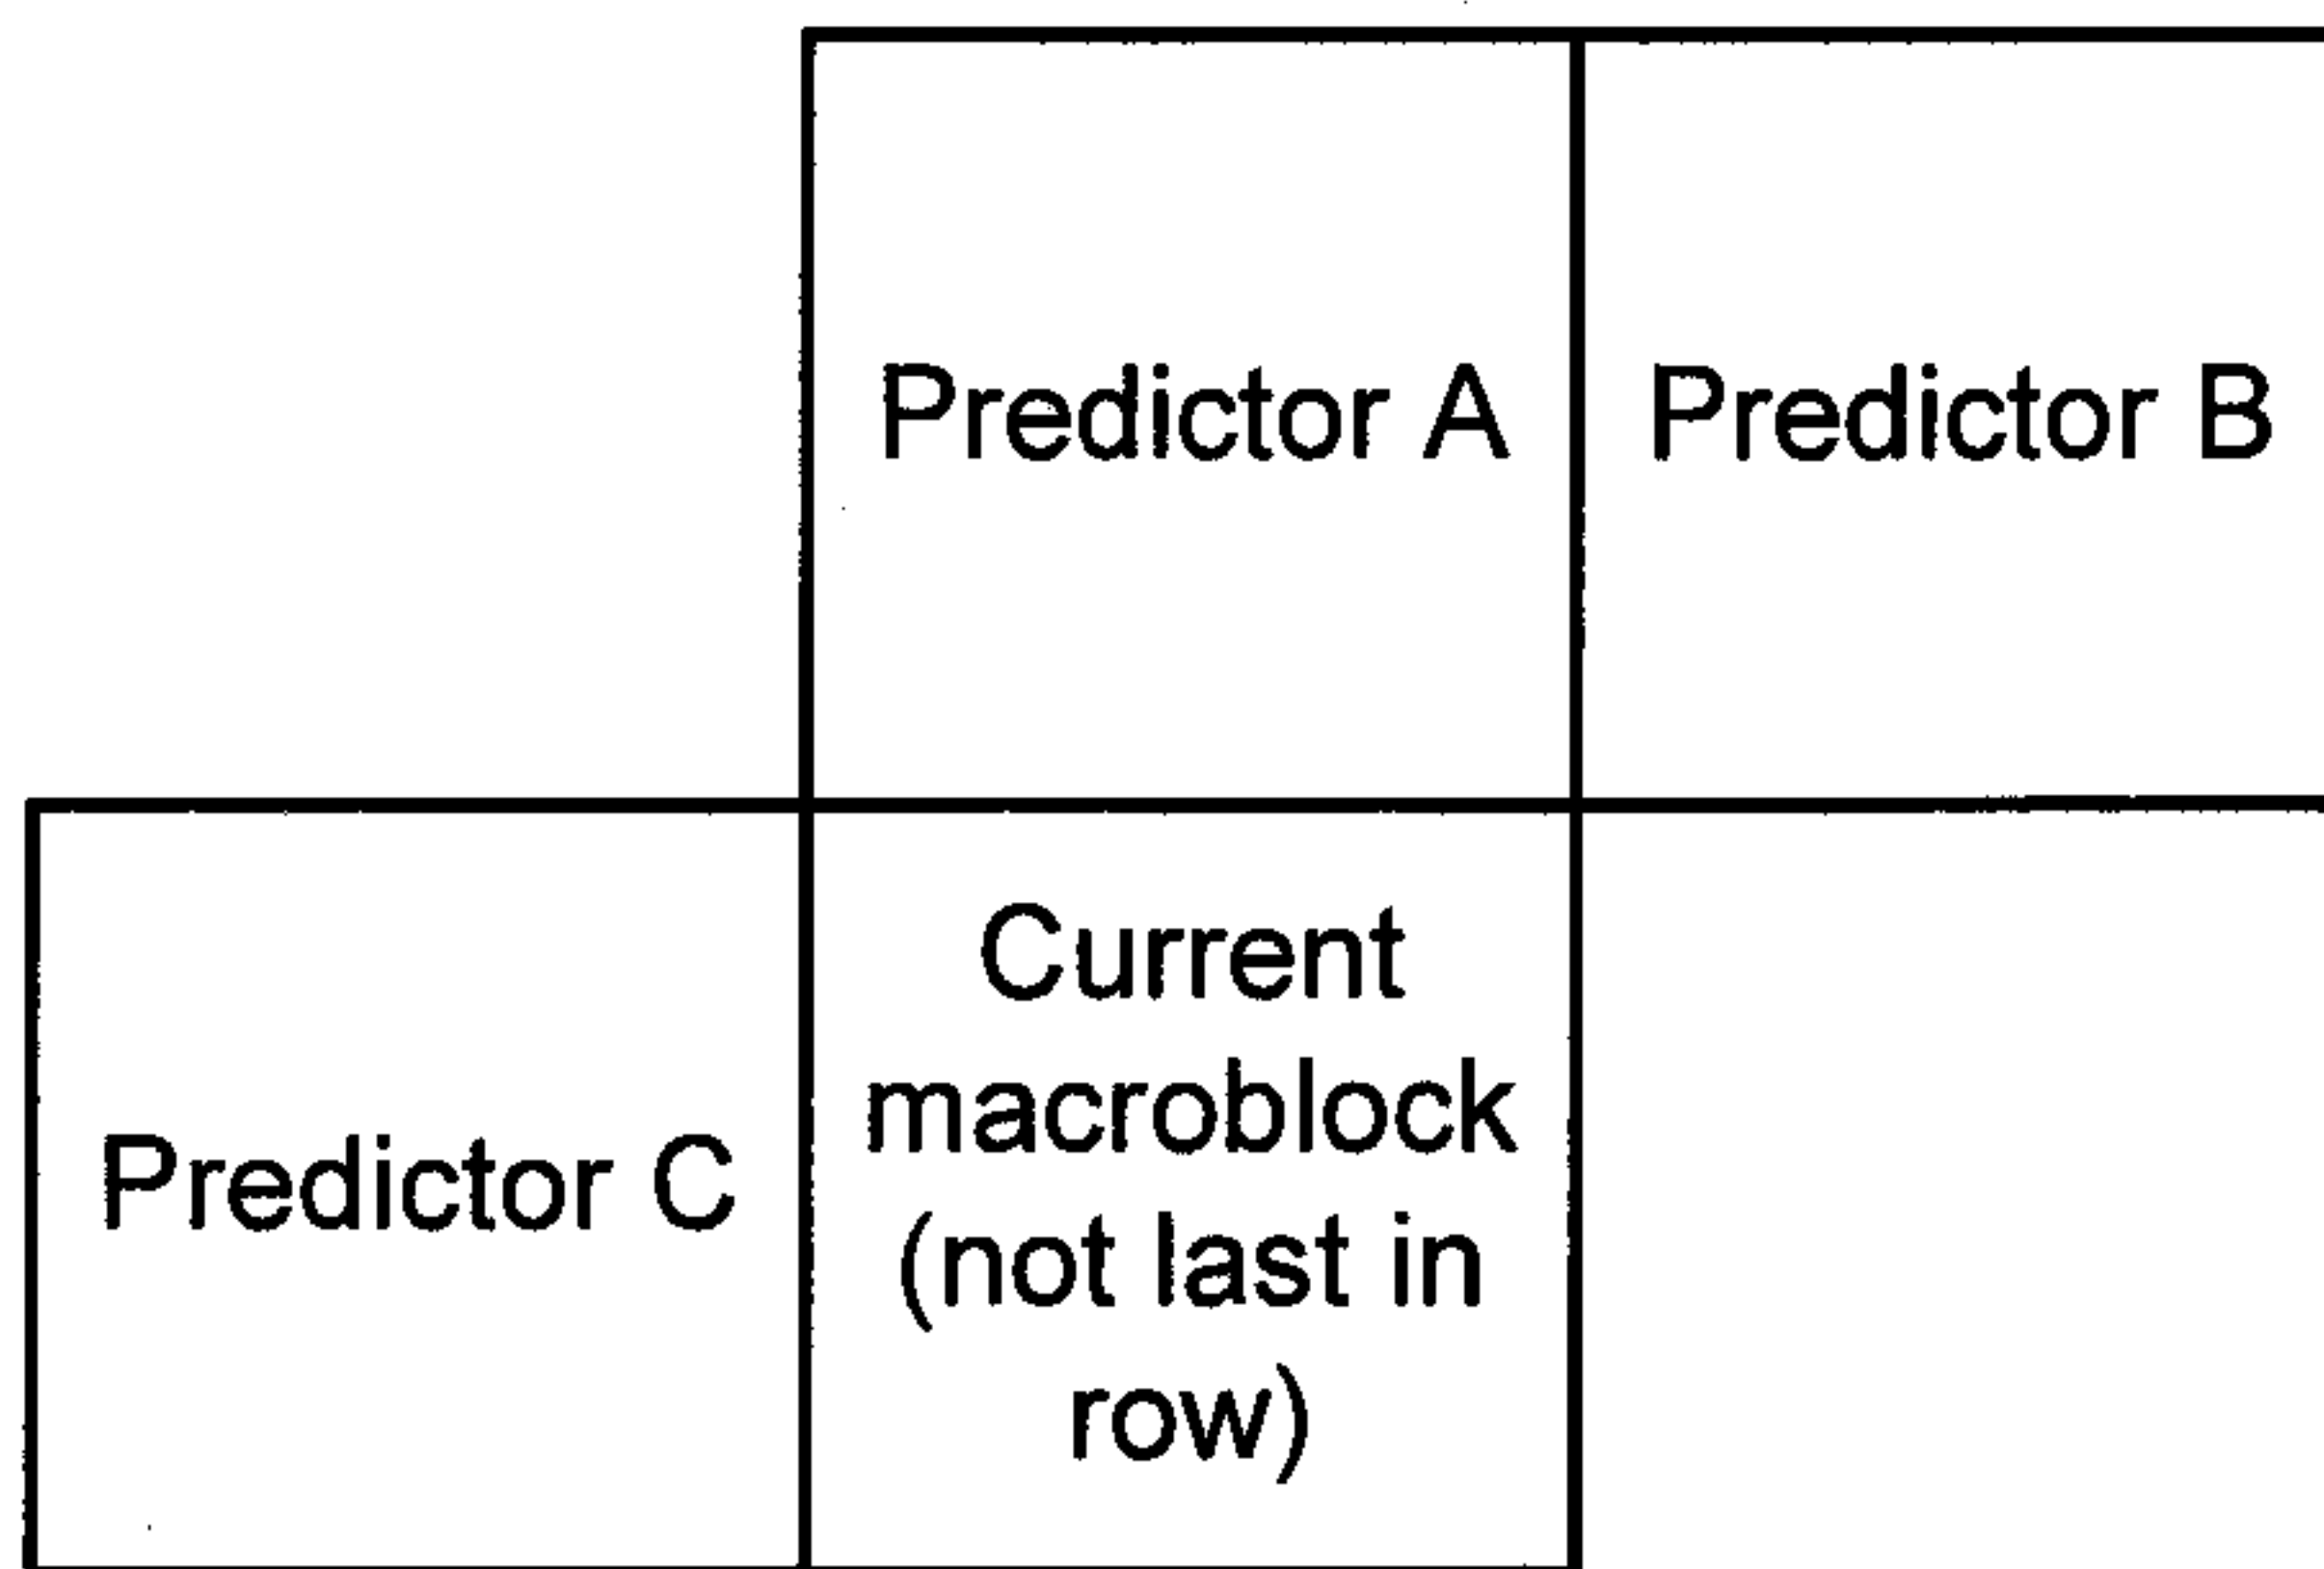 Predictor A
Predictor B
Predictor C
Current
macroblock
(not last in
row)